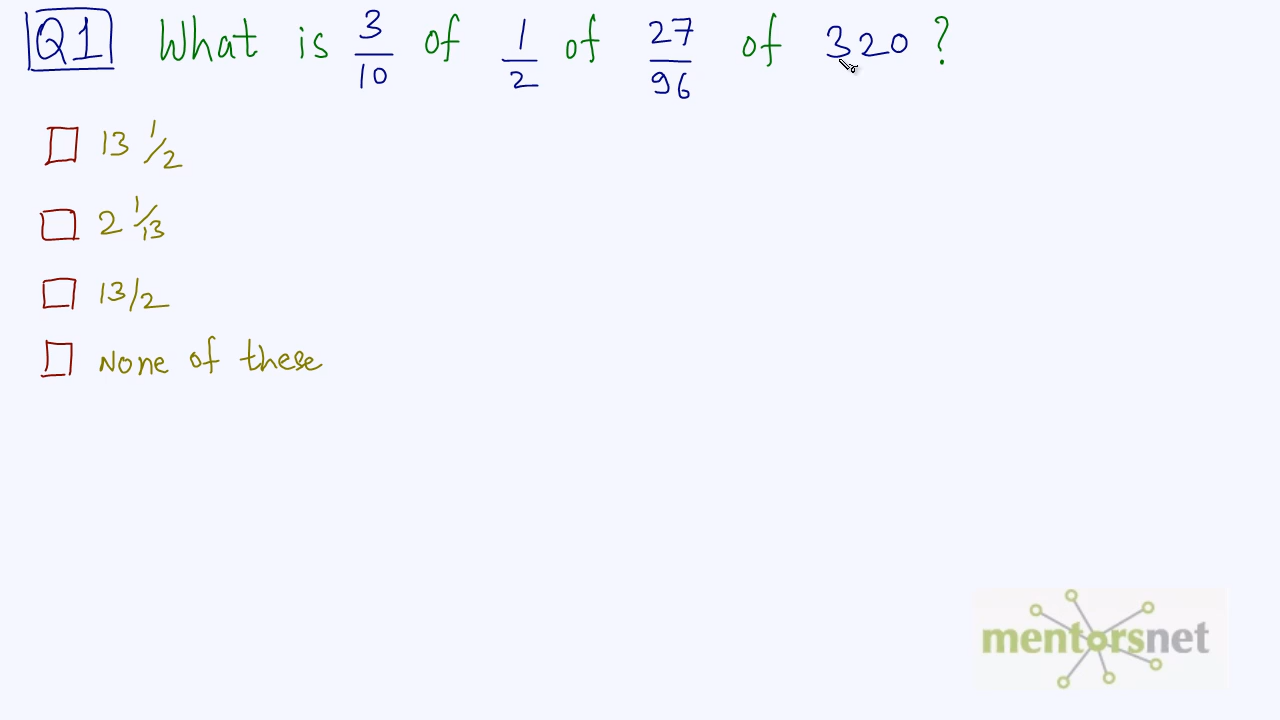 Q1 What is 3/10 of 1/2 of 27/96 of 320 ?
13 1/2
2 1/13
13/2
None of these
mentorsnet